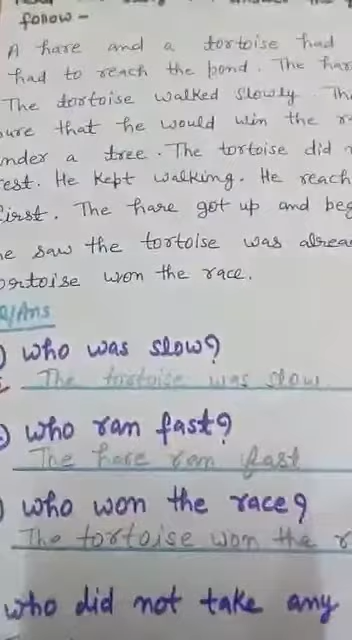 follow -
A hare and a tortoise had
had to reach the pond. The har
The tortoise walked slowly. Th
sure that he would win the r
under a tree. The tortoise did
rest. He kept walking. He reach
first. The hare got up and beg
he saw the tortoise was alrea
ortoise won the race.
Q/Ans
) who was slow?
The tortoise was slow
) who ran fast?
The hare ran fast
) who won the race?
The tortoise won the r
who did not take any